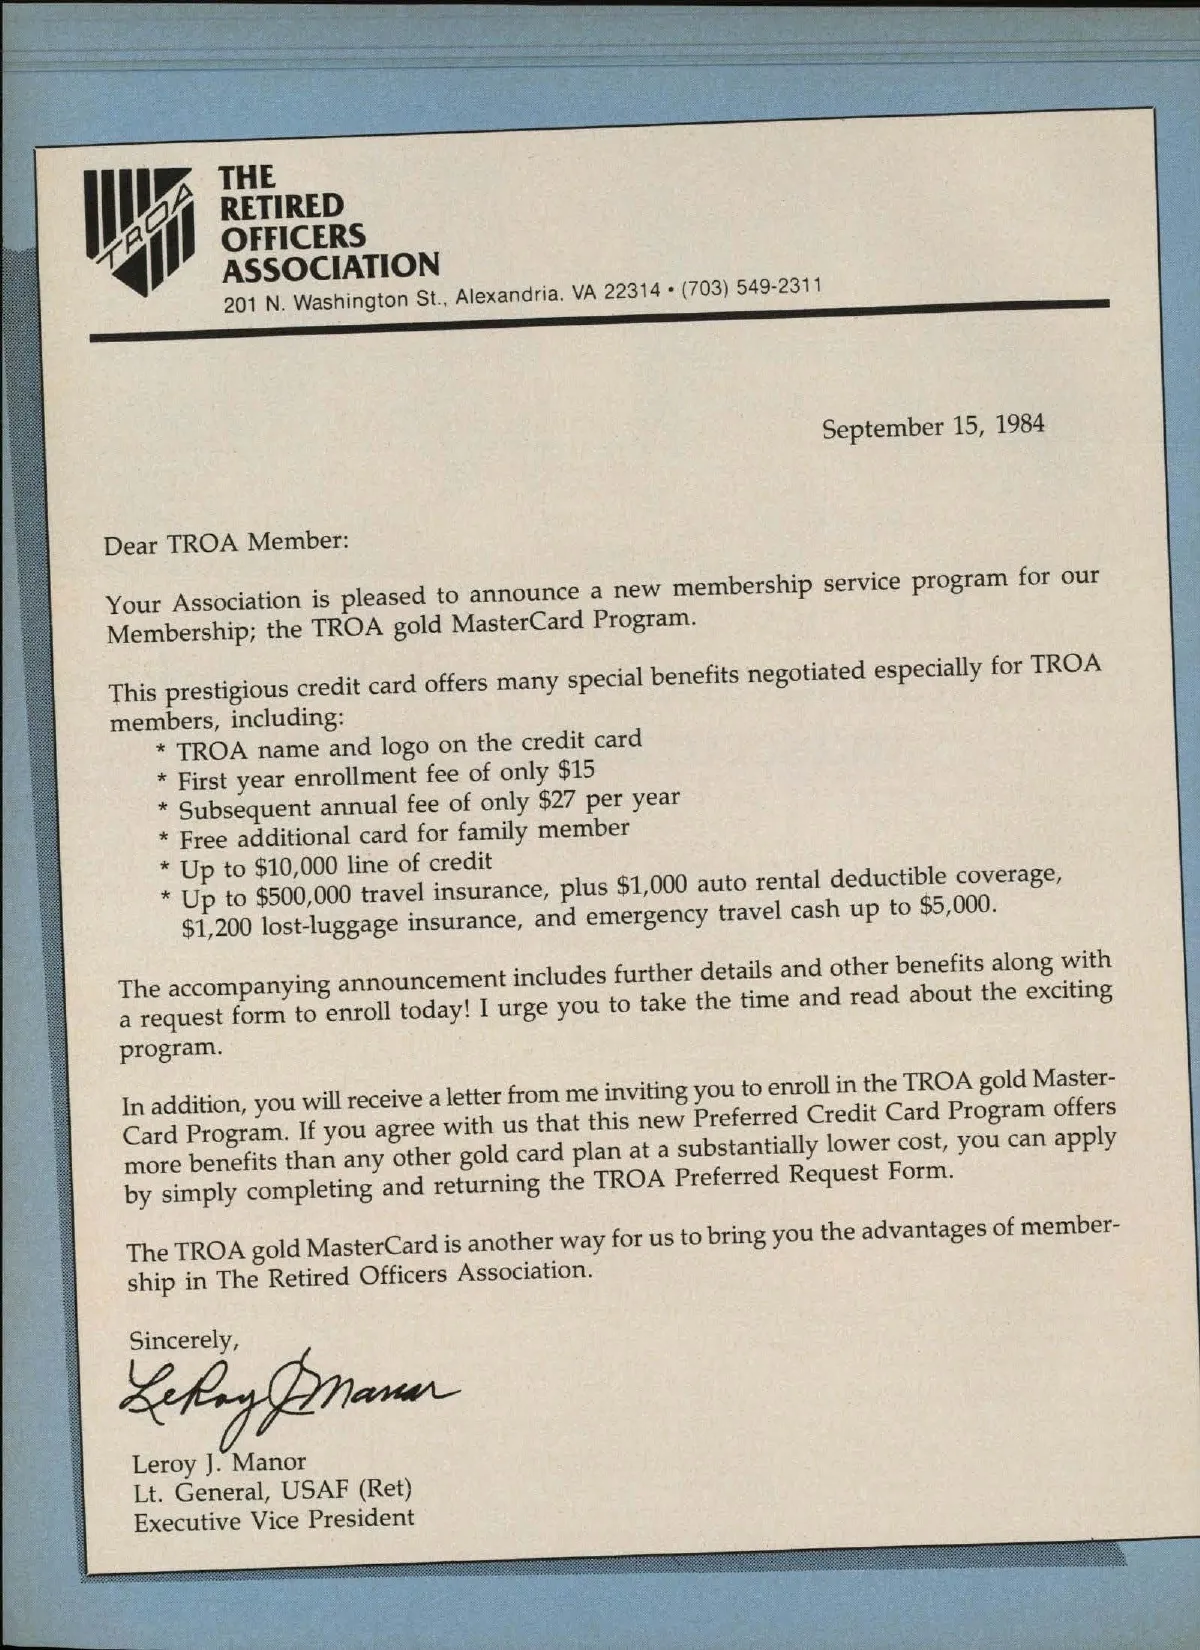 TROA
THE
RETIRED
OFFICERS
ASSOCIATION
201 N. Washington St., Alexandria. VA 22314 • (703) 549-2311
September 15, 1984
Dear TROA Member:
Your Association is pleased to announce a new membership service program for our
Membership; the TROA gold MasterCard Program.
This prestigious credit card offers many special benefits negotiated especially for TROA
members, including:
* TROA name and logo on the credit card
* First year enrollment fee of only $15
* Subsequent annual fee of only $27 per year
* Free additional card for family member
* Up to $10,000 line of credit
* Up to $500,000 travel insurance, plus $1,000 auto rental deductible coverage,
$1,200 lost-luggage insurance, and emergency travel cash up to $5,000.
The accompanying announcement includes further details and other benefits along with
a request form to enroll today! I urge you to take the time and read about the exciting
program.
In addition, you will receive a letter from me inviting you to enroll in the TROA gold Master-
Card Program. If you agree with us that this new Preferred Credit Card Program offers
more benefits than any other gold card plan at a substantially lower cost, you can apply
by simply completing and returning the TROA Preferred Request Form.
The TROA gold MasterCard is another way for us to bring you the advantages of member-
ship in The Retired Officers Association.
Sincerely,
LeRoy J Manor
Leroy J. Manor
Lt. General, USAF (Ret)
Executive Vice President